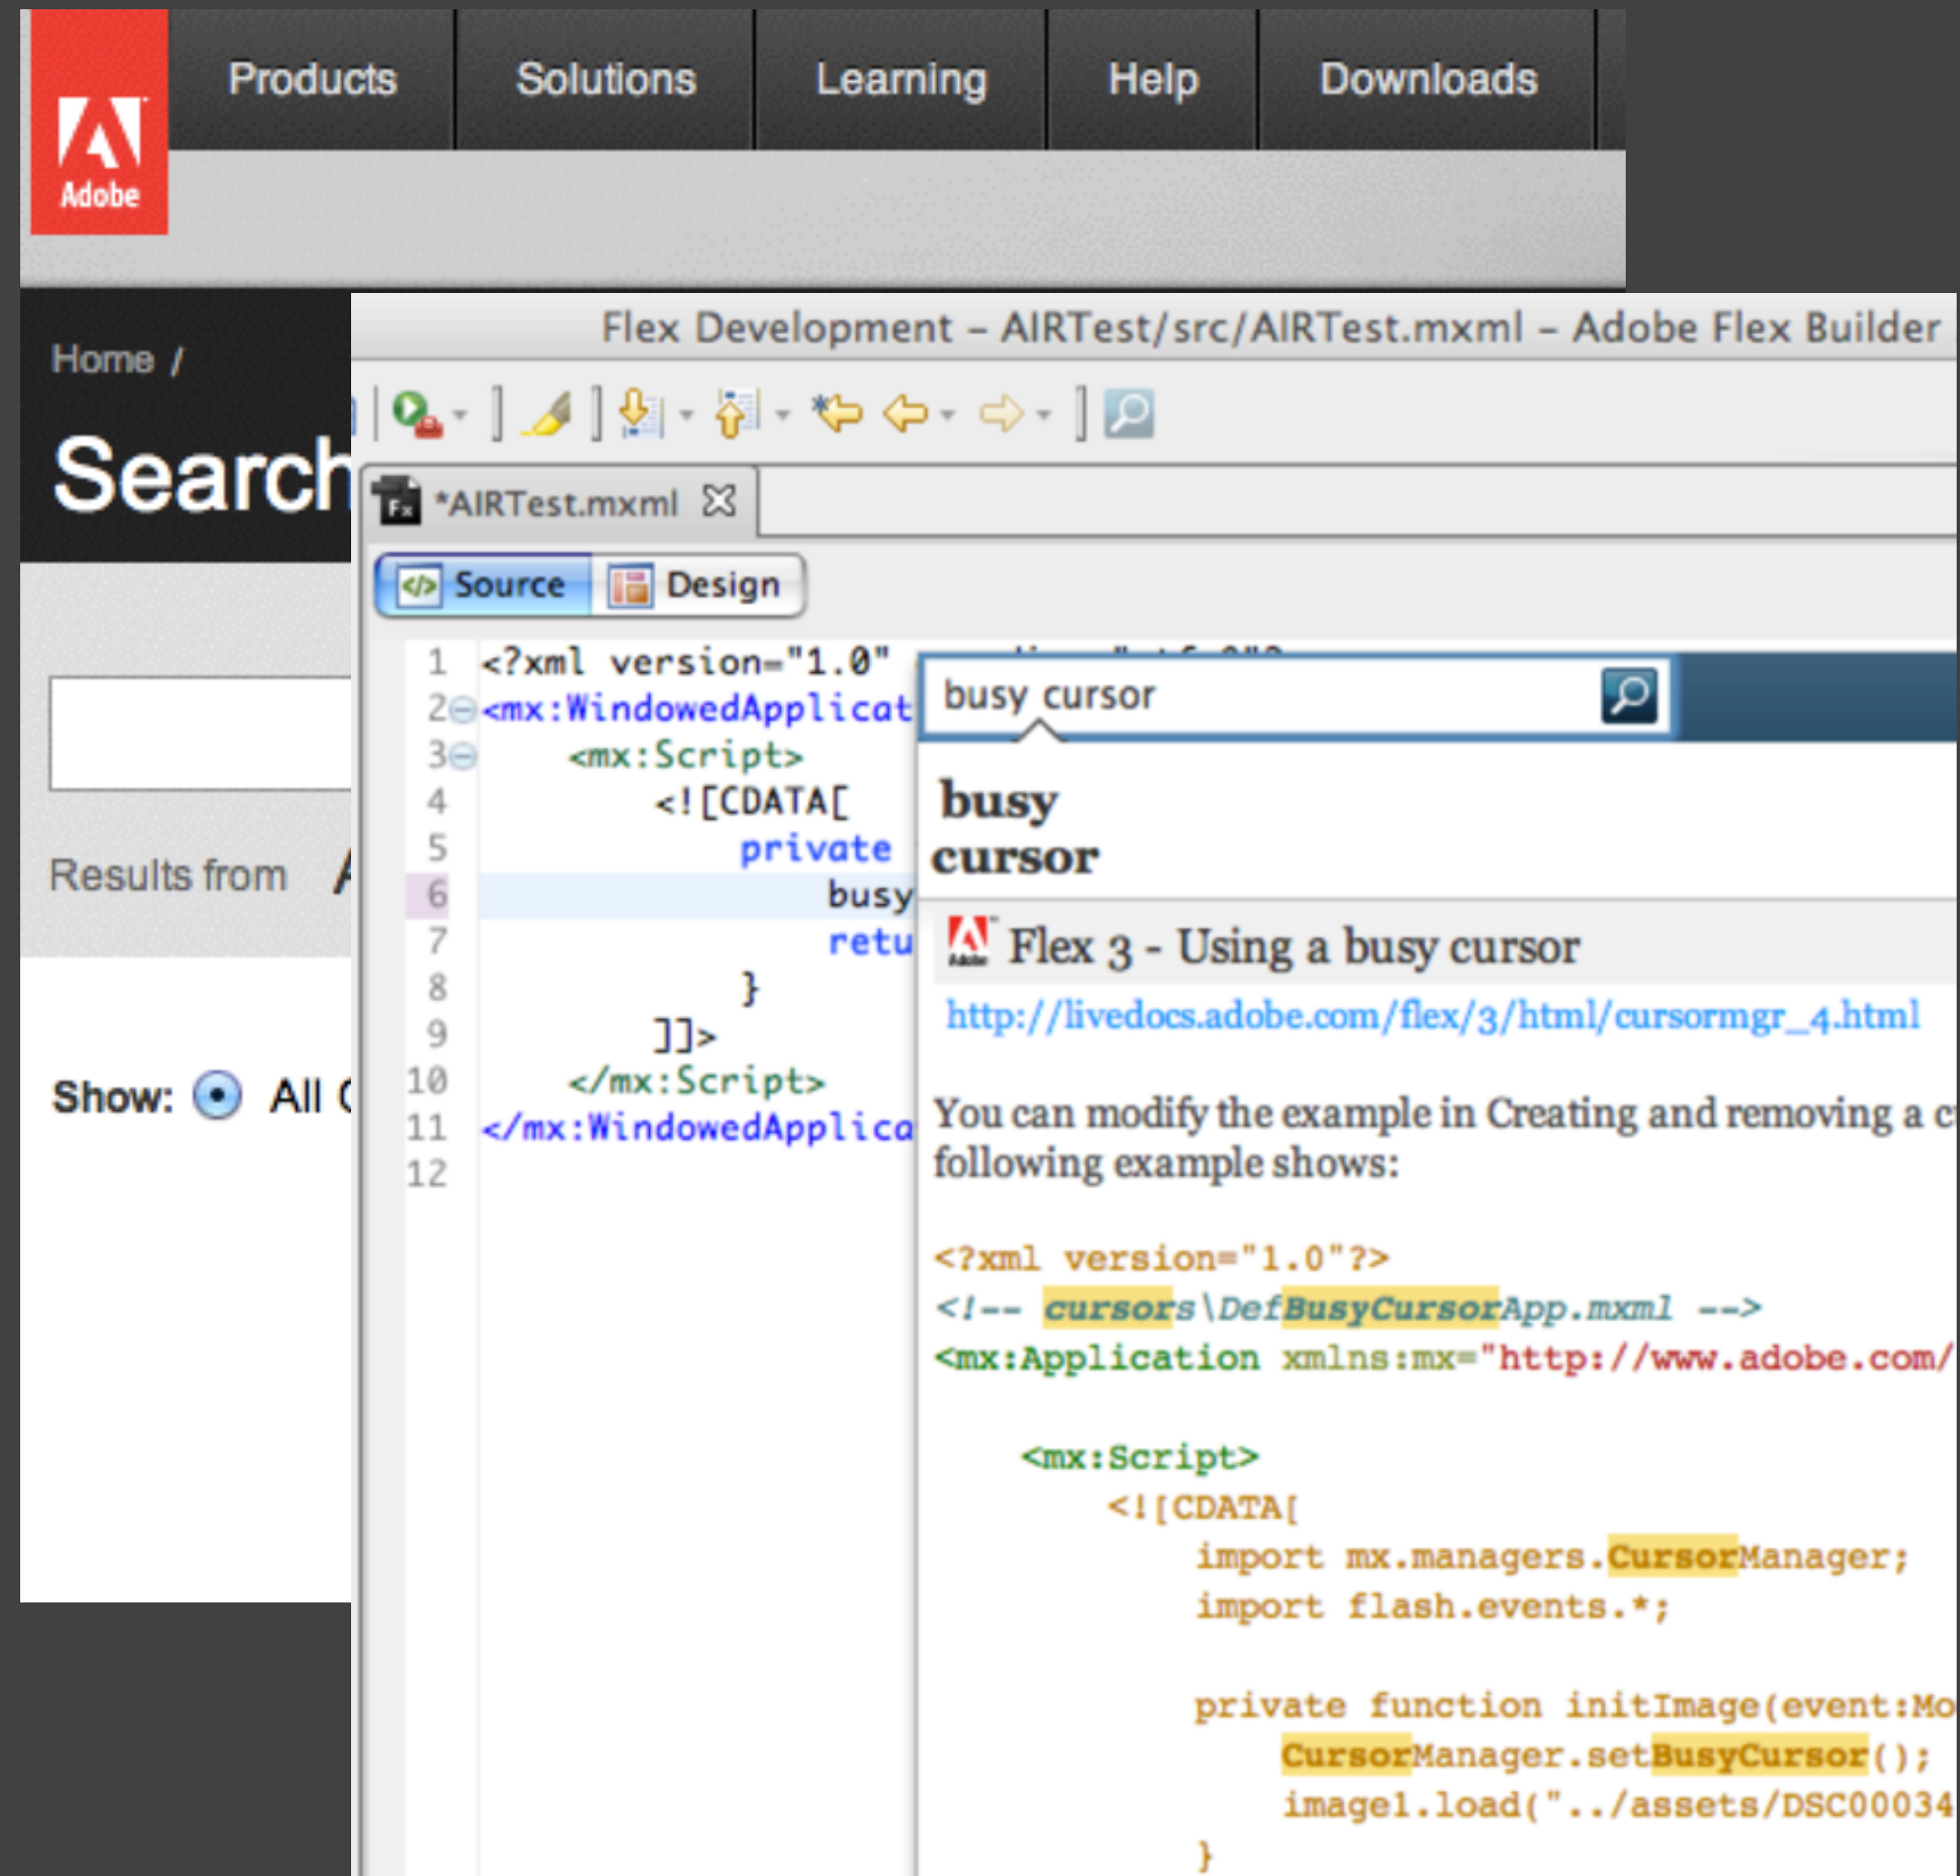 Products Solutions Learning Help Downloads
Adobe
Home /
Search
Results from
Show: All
Flex Development – AIRTest/src/AIRTest.mxml – Adobe Flex Builder
*AIRTest.mxml
Source Design
1 <?xml version="1.0"
2 <mx:WindowedApplicat
3 <mx:Script>
4 <![CDATA[
5 private
6 busy
7 retu
8 }
9 ]]>
10 </mx:Script>
11 </mx:WindowedApplica
12
busy cursor
busy
cursor
Flex 3 - Using a busy cursor
http://livedocs.adobe.com/flex/3/html/cursormgr_4.html
You can modify the example in Creating and removing a c
following example shows:
<?xml version="1.0"?>
<!-- cursors\DefBusyCursorApp.mxml -->
<mx:Application xmlns:mx="http://www.adobe.com/
<mx:Script>
<![CDATA[
import mx.managers.CursorManager;
import flash.events.*;
private function initImage(event:Mo
CursorManager.setBusyCursor();
image1.load("../assets/DSC00034
}